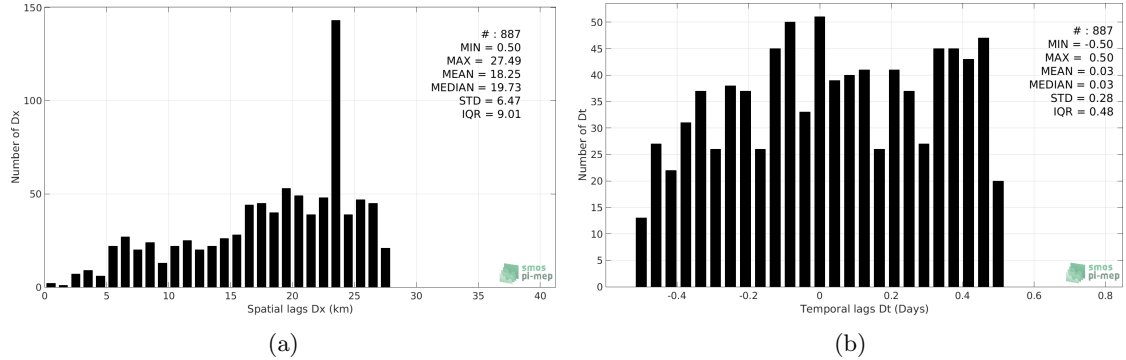 150
100
50
0
0
5
10
15
20
25
30
35
40
Number of Dx
Spatial lags Dx (km)
# : 887
MIN = 0.50
MAX = 27.49
MEAN = 18.25
MEDIAN = 19.73
STD = 6.47
IQR = 9.01
smos
pi-mep
(a)
50
45
40
35
30
25
20
15
10
5
0
-0.4
-0.2
0
0.2
0.4
0.6
0.8
Number of Dt
Temporal lags Dt (Days)
# : 887
MIN = -0.50
MAX = 0.50
MEAN = 0.03
MEDIAN = 0.03
STD = 0.28
IQR = 0.48
smos
pi-mep
(b)